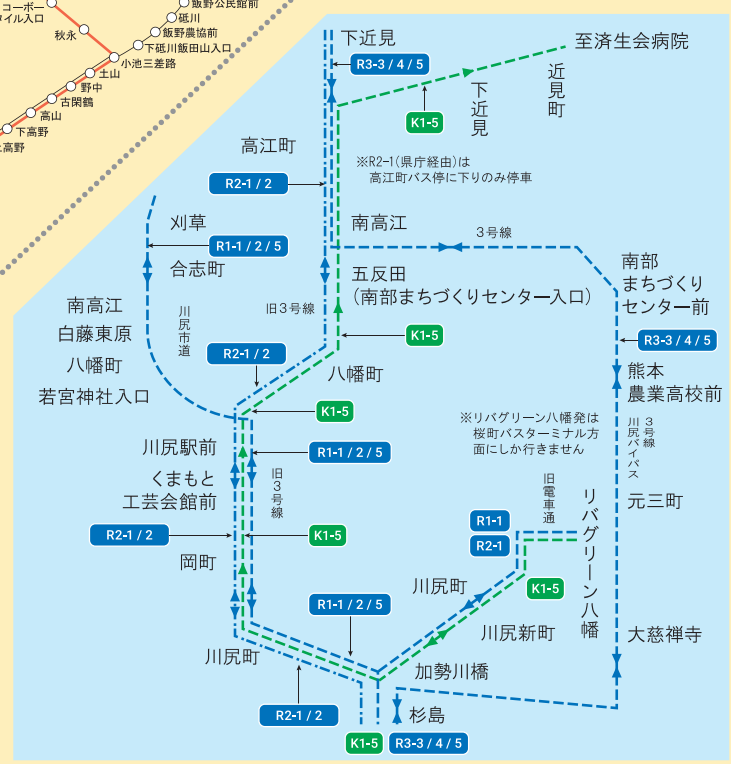 コーポー
タイル入口
秋永
飯野公民館前
砥川
飯野農協前
下砥川飯田山入口
小池三差路
土山
野中
古閑鶴
高山
下高野
上高野
下近見
R3-3 / 4 / 5
至済生会病院
近見町
下近見
K1-5
高江町
※R2-1(県庁経由)は
高江町バス停に下りのみ停車
R2-1 / 2
刈草
R1-1 / 2 / 5
合志町
南高江
3号線
五反田
(南部まちづくりセンター入口)
南部
まちづくり
センター前
南高江
白藤東原
八幡町
若宮神社入口
川尻市道
旧3号線
R2-1 / 2
K1-5
R3-3 / 4 / 5
八幡町
熊本
農業高校前
K1-5
※リバグリーン八幡発は
桜町バスターミナル方
面にしか行きません
3号線
川尻バイパス
川尻駅前
R1-1 / 2 / 5
くまもと
工芸会館前
旧3号線
旧電車通
リバグリーン八幡
元三町
R2-1 / 2
K1-5
R1-1
R2-1
岡町
川尻町
K1-5
R1-1 / 2 / 5
川尻新町
大慈禅寺
川尻町
加勢川橋
R2-1 / 2
杉島
K1-5
R3-3 / 4 / 5